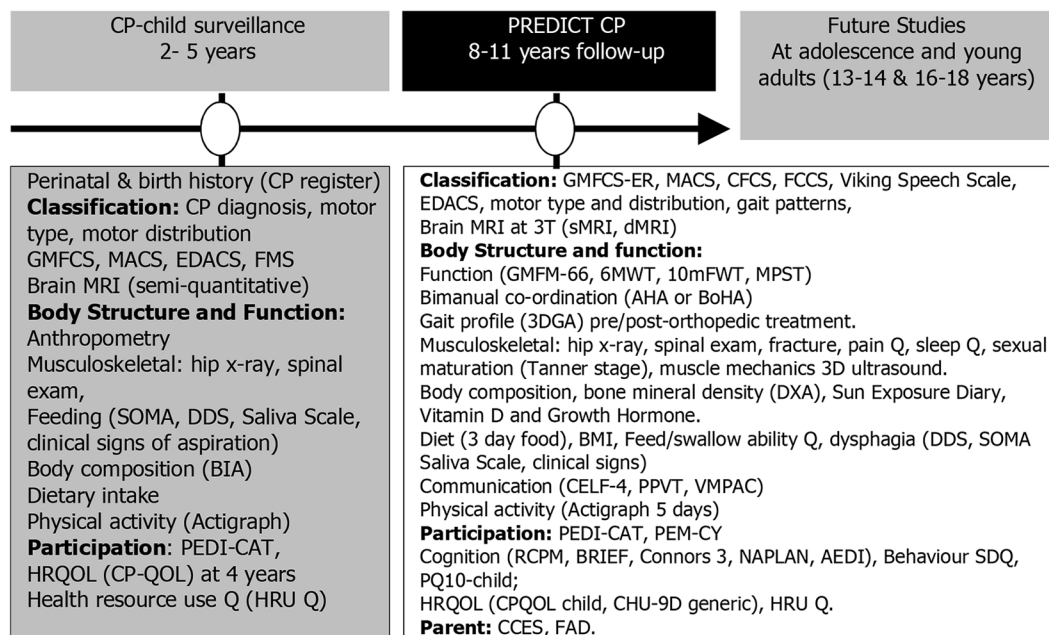 CP-child surveillance
2- 5 years
PREDICT CP
8-11 years follow-up
Future Studies
At adolescence and young
adults (13-14 & 16-18 years)
Perinatal & birth history (CP register)
Classification: CP diagnosis, motor
type, motor distribution
GMFCS, MACS, EDACS, FMS
Brain MRI (semi-quantitative)
Body Structure and Function:
Anthropometry
Musculoskeletal: hip x-ray, spinal
exam,
Feeding (SOMA, DDS, Saliva Scale,
clinical signs of aspiration)
Body composition (BIA)
Dietary intake
Physical activity (Actigraph)
Participation: PEDI-CAT,
HRQOL (CP-QOL) at 4 years
Health resource use Q (HRU Q)
Classification: GMFCS-ER, MACS, CFCS, FCCS, Viking Speech Scale,
EDACS, motor type and distribution, gait patterns,
Brain MRI at 3T (sMRI, dMRI)
Body Structure and function:
Function (GMFM-66, 6MWT, 10mFWT, MPST)
Bimanual co-ordination (AHA or BoHA)
Gait profile (3DGA) pre/post-orthopedic treatment.
Musculoskeletal: hip x-ray, spinal exam, fracture, pain Q, sleep Q, sexual
maturation (Tanner stage), muscle mechanics 3D ultrasound.
Body composition, bone mineral density (DXA), Sun Exposure Diary,
Vitamin D and Growth Hormone.
Diet (3 day food), BMI, Feed/swallow ability Q, dysphagia (DDS, SOMA
Saliva Scale, clinical signs)
Communication (CELF-4, PPVT, VMPAC)
Physical activity (Actigraph 5 days)
Participation: PEDI-CAT, PEM-CY
Cognition (RCPM, BRIEF, Connors 3, NAPLAN, AEDI), Behaviour SDQ,
PQ10-child;
HRQOL (CPQOL child, CHU-9D generic), HRU Q.
Parent: CCES, FAD.